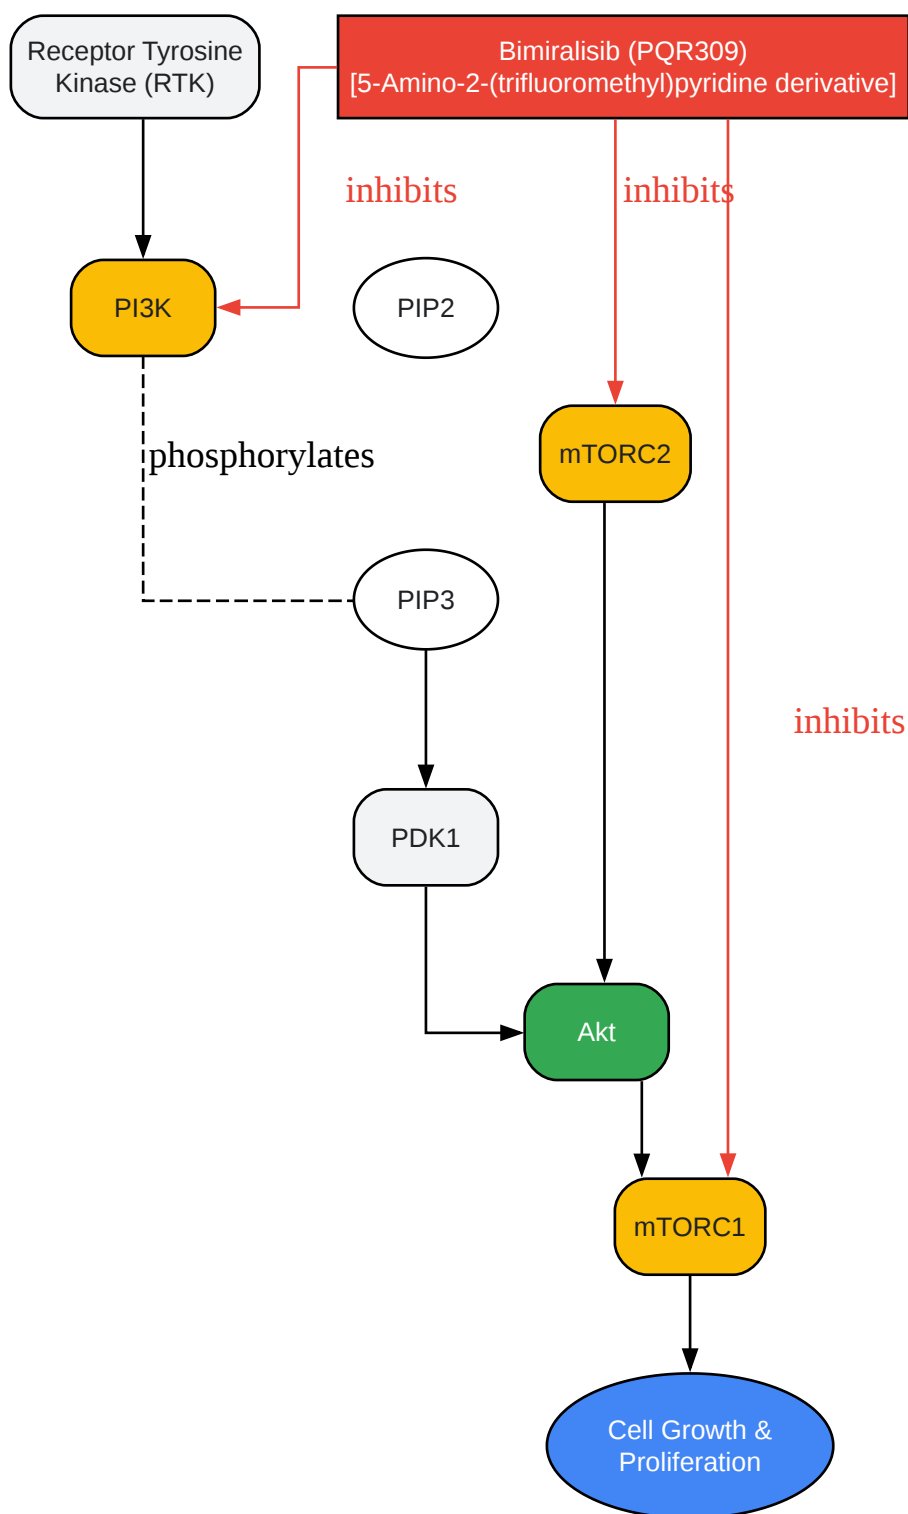 Receptor Tyrosine
Kinase (RTK)
Bimiralisib (PQR309)
[5-Amino-2-(trifluoromethyl)pyridine derivative]
inhibits
inhibits
PI3K
PIP2
mTORC2
phosphorylates
PIP3
inhibits
PDK1
Akt
mTORC1
Cell Growth &
Proliferation